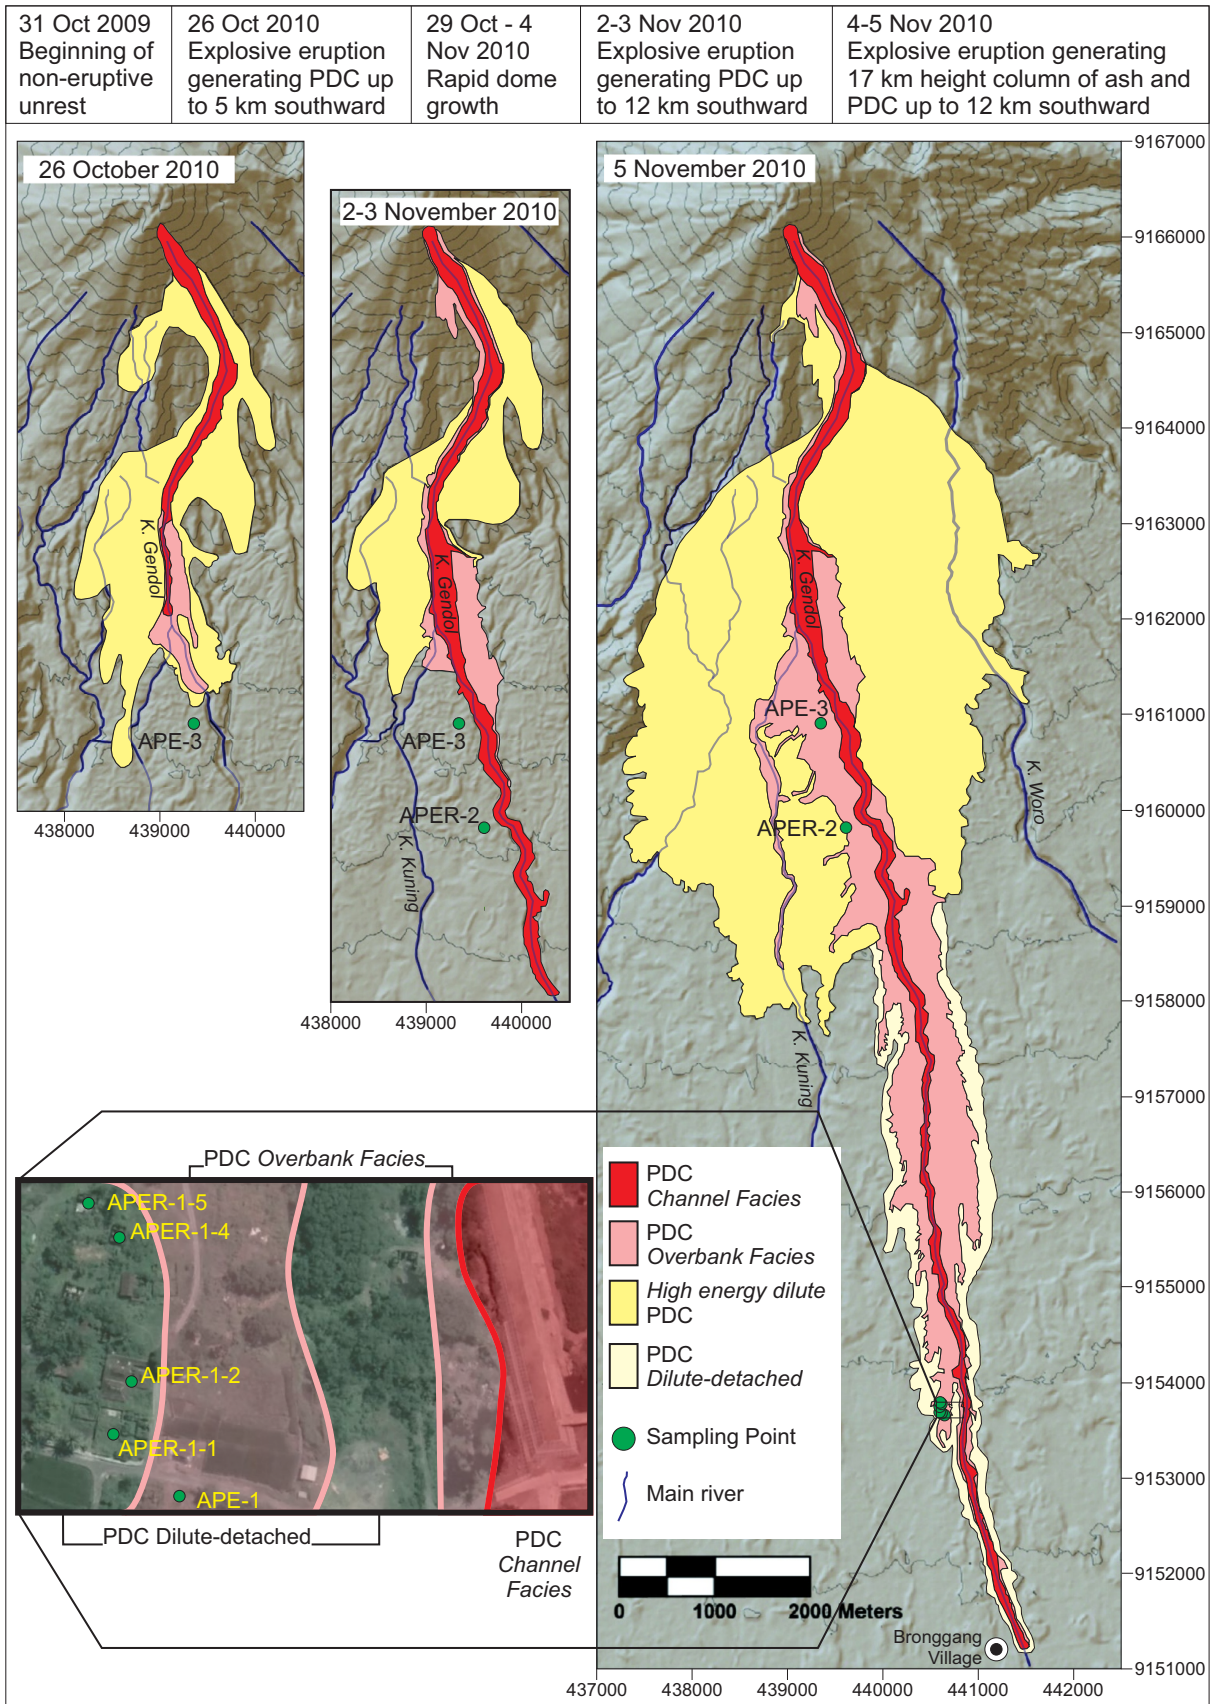 31 Oct 2009
Beginning of
non-eruptive
unrest
26 Oct 2010
Explosive eruption
generating PDC up
to 5 km southward
29 Oct - 4
Nov 2010
Rapid dome
growth
2-3 Nov 2010
Explosive eruption
generating PDC up
to 12 km southward
4-5 Nov 2010
Explosive eruption generating
17 km height column of ash and
PDC up to 12 km southward
26 October 2010
K. Gendol
APE-3
438000
439000
440000
2-3 November 2010
K. Gendol
APE-3
APER-2
K. Kuning
438000
439000
440000
5 November 2010
K. Gendol
APE-3
APER-2
K. Woro
K. Kuning
9167000
9166000
9165000
9164000
9163000
9162000
9161000
9160000
9159000
9158000
9157000
9156000
9155000
9154000
9153000
9152000
9151000
PDC
Channel Facies
PDC
Overbank Facies
High energy dilute
PDC
PDC
Dilute-detached
Sampling Point
Main river
0
1000
2000 Meters
Bronggang
Village
437000
438000
439000
440000
441000
442000
PDC Overbank Facies
APER-1-5
APER-1-4
APER-1-2
APER-1-1
APE-1
PDC Dilute-detached
PDC
Channel
Facies